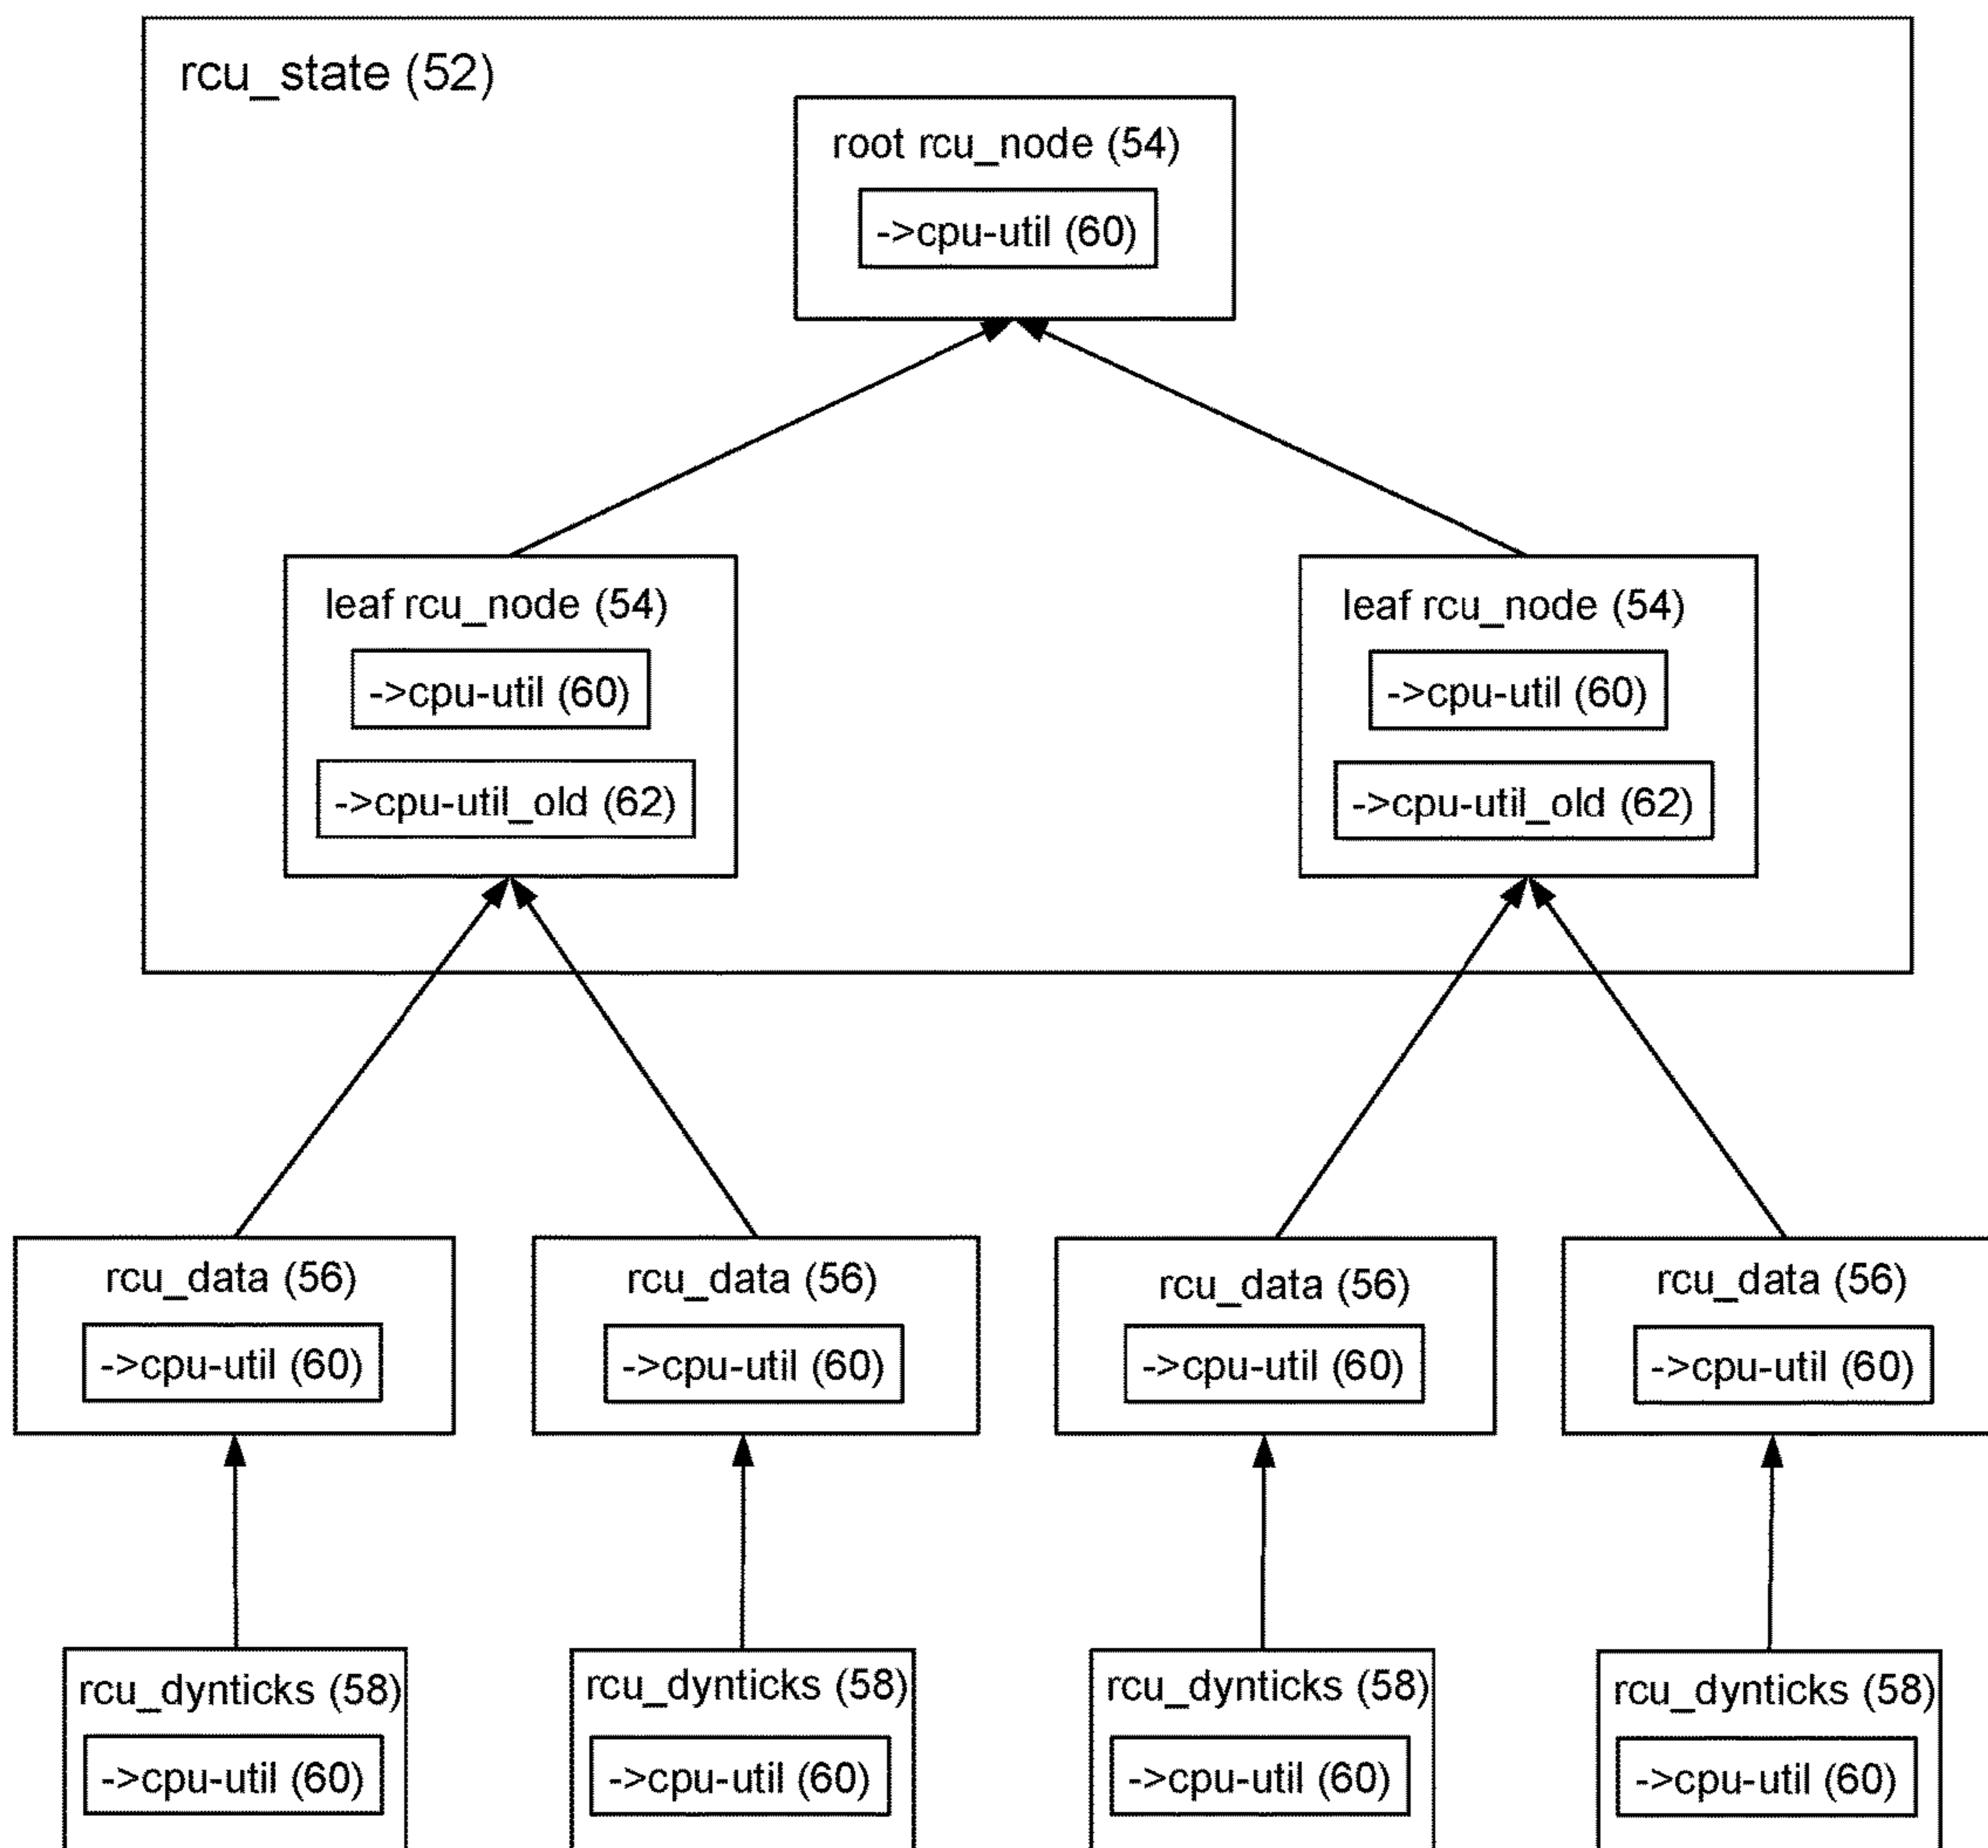 rcu_state (52)
root rcu_node (54)
->cpu-util (60)
leaf rcu_node (54)
->cpu-util (60)
->cpu-util_old (62)
leaf rcu_node (54)
->cpu-util (60)
->cpu-util_old (62)
rcu_data (56)
->cpu-util (60)
rcu_data (56)
->cpu-util (60)
rcu_data (56)
->cpu-util (60)
rcu_data (56)
->cpu-util (60)
rcu_dynticks (58)
->cpu-util (60)
rcu_dynticks (58)
->cpu-util (60)
rcu_dynticks (58)
->cpu-util (60)
rcu_dynticks (58)
->cpu-util (60)